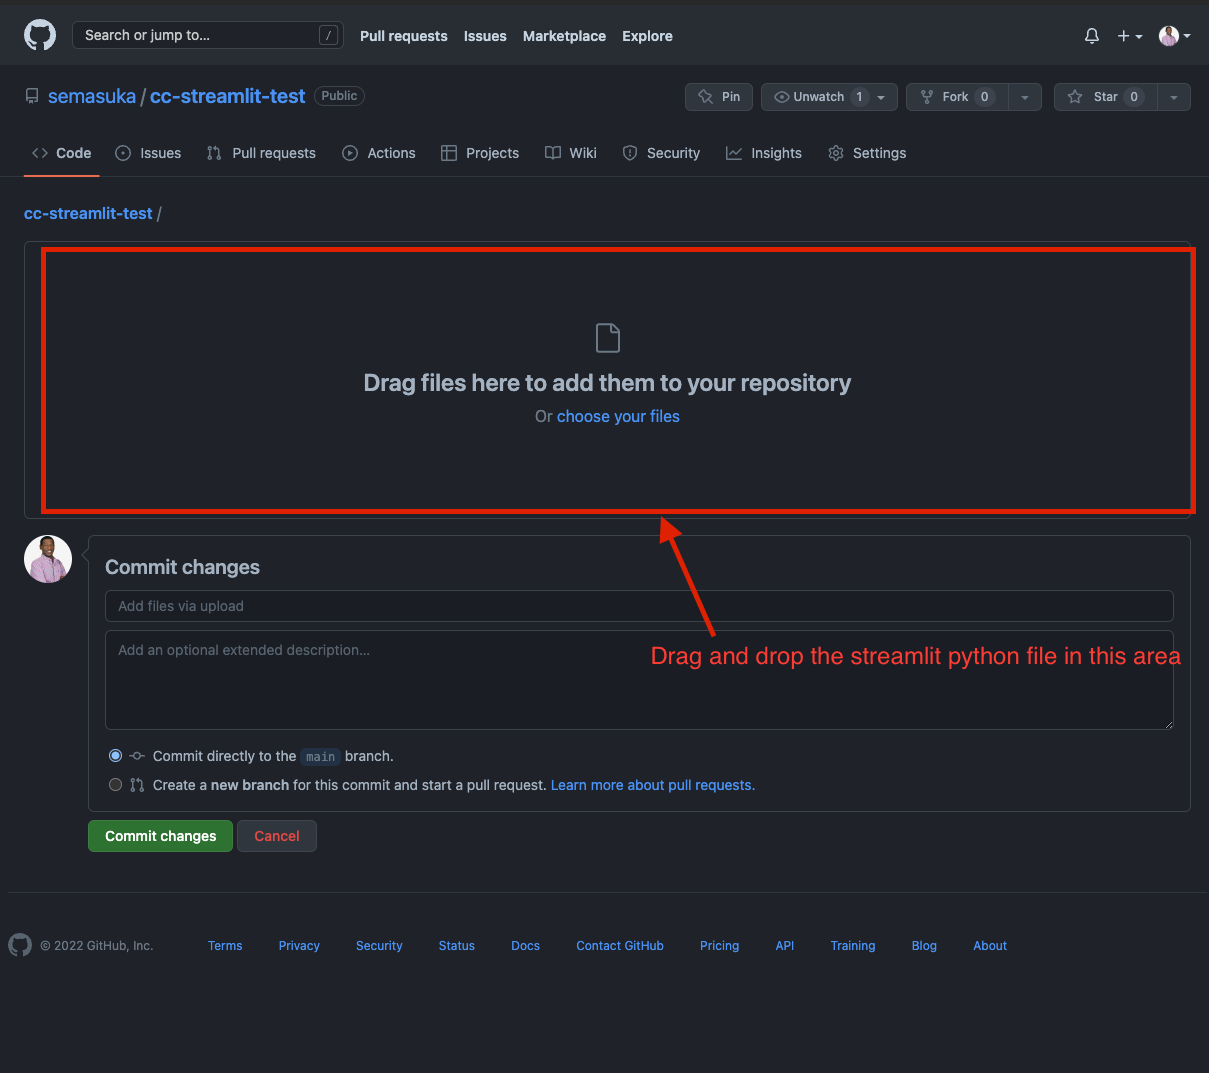 Search or jump to... /
Pull requests Issues Marketplace Explore
semasuka / cc-streamlit-test Public
Pin Unwatch 1 Fork 0 Star 0
Code Issues Pull requests Actions Projects Wiki Security Insights Settings
cc-streamlit-test /
Drag files here to add them to your repository
Or choose your files
Commit changes
Add files via upload
Add an optional extended description...
Drag and drop the streamlit python file in this area
Commit directly to the main branch.
Create a new branch for this commit and start a pull request. Learn more about pull requests.
Commit changes Cancel
© 2022 GitHub, Inc. Terms Privacy Security Status Docs Contact GitHub Pricing API Training Blog About